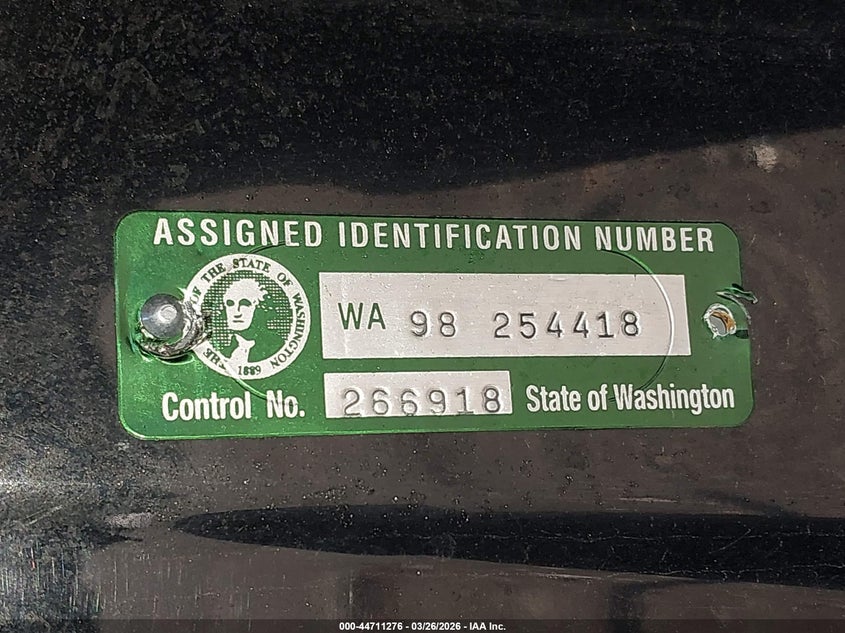 ASSIGNED IDENTIFICATION NUMBER
THE STATE OF WASHINGTON
1889
WA 98 254418
Control No. 266918 State of Washington
000-44711276 - 03/26/2026 - IAA Inc.